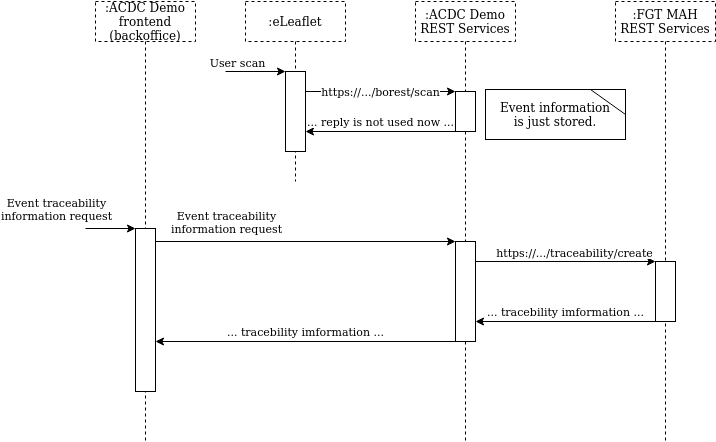 :ACDC Demo
frontend
(backoffice)
:eLeaflet
:ACDC Demo
REST Services
:FGT MAH
REST Services
User scan
https://.../borest/scan
Event information
is just stored.
... reply is not used now ...
Event traceability
information request
Event traceability
information request
https://.../traceability/create
... tracebility imformation ...
... tracebility imformation ...